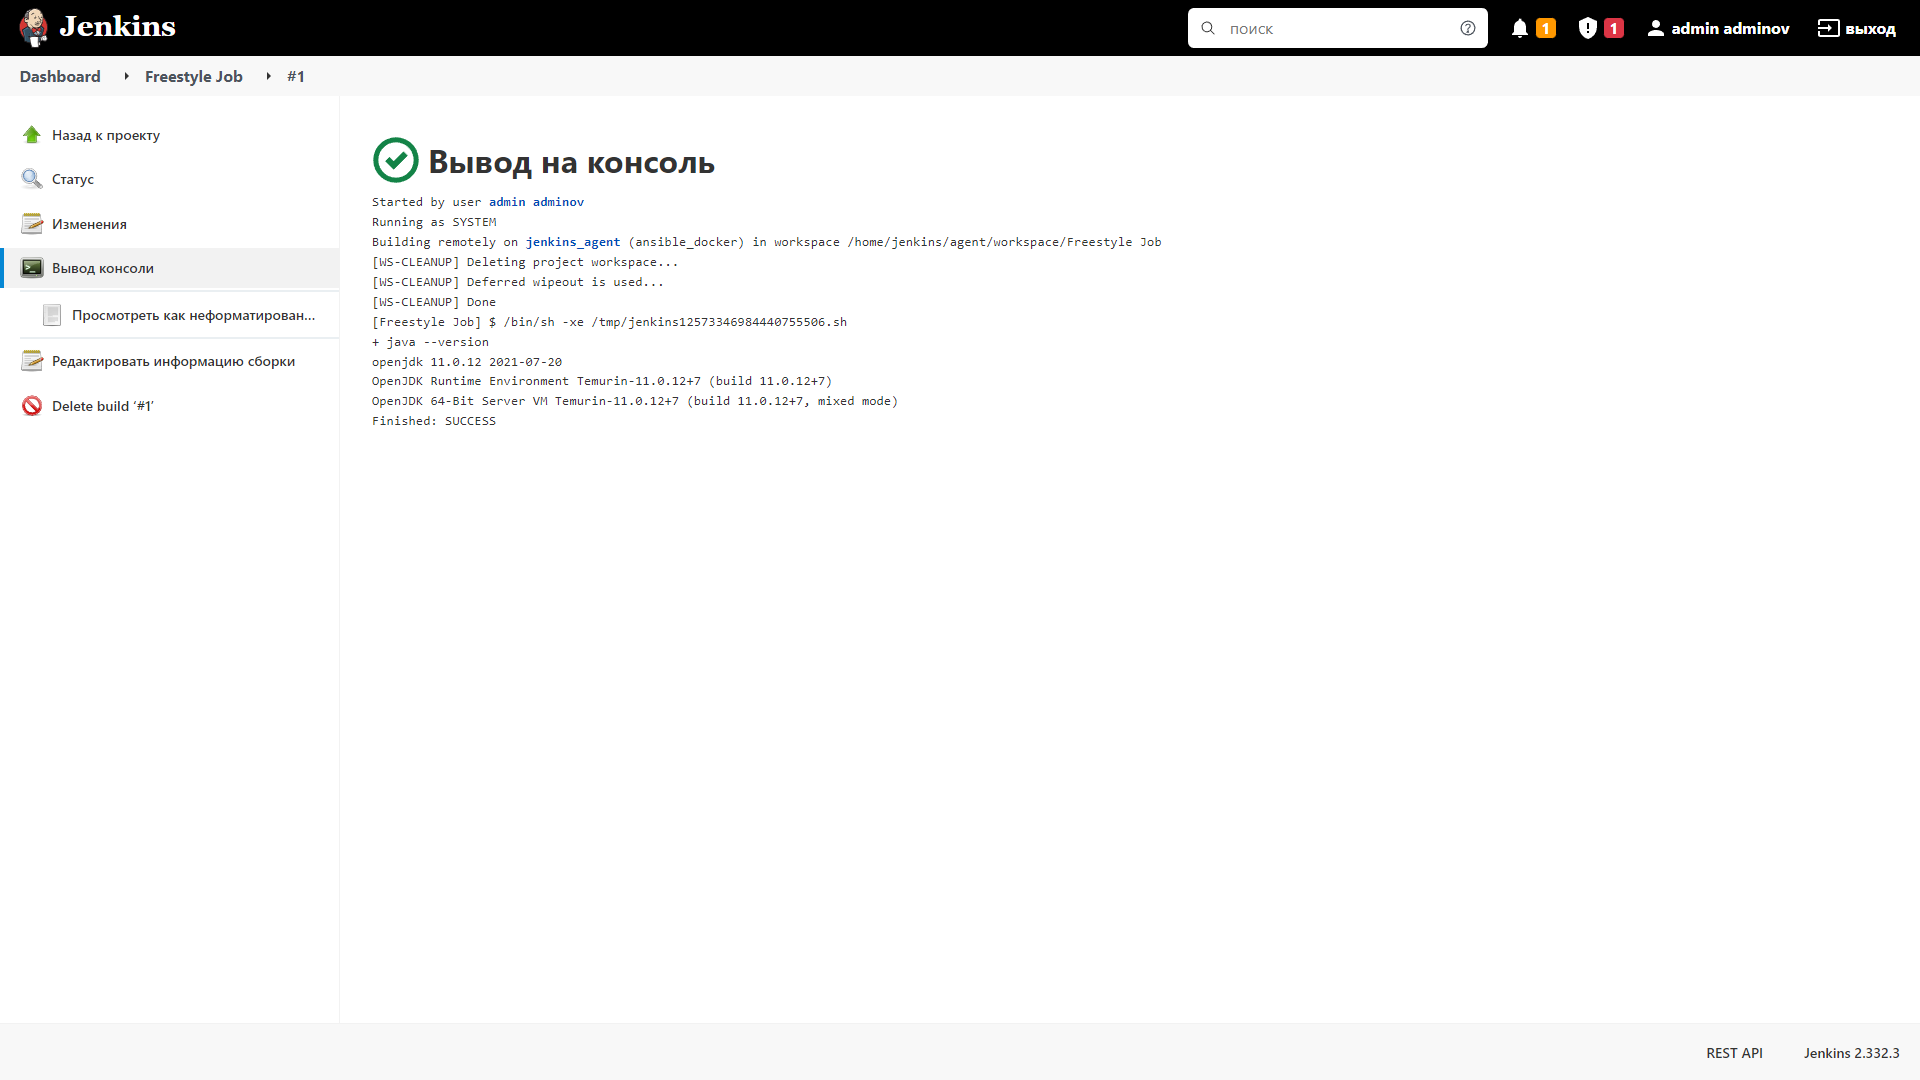 Jenkins
поиск
1
1
admin adminov
выход
Dashboard
Freestyle Job
#1
Назад к проекту
Статус
Изменения
Вывод консоли
Просмотреть как неформатирован...
Редактировать информацию сборки
Delete build ‘#1’
Вывод на консоль
Started by user admin adminov
Running as SYSTEM
Building remotely on jenkins_agent (ansible_docker) in workspace /home/jenkins/agent/workspace/Freestyle Job
[WS-CLEANUP] Deleting project workspace...
[WS-CLEANUP] Deferred wipeout is used...
[WS-CLEANUP] Done
[Freestyle Job] $ /bin/sh -xe /tmp/jenkins12573346984440755506.sh
+ java --version
openjdk 11.0.12 2021-07-20
OpenJDK Runtime Environment Temurin-11.0.12+7 (build 11.0.12+7)
OpenJDK 64-Bit Server VM Temurin-11.0.12+7 (build 11.0.12+7, mixed mode)
Finished: SUCCESS
REST API
Jenkins 2.332.3